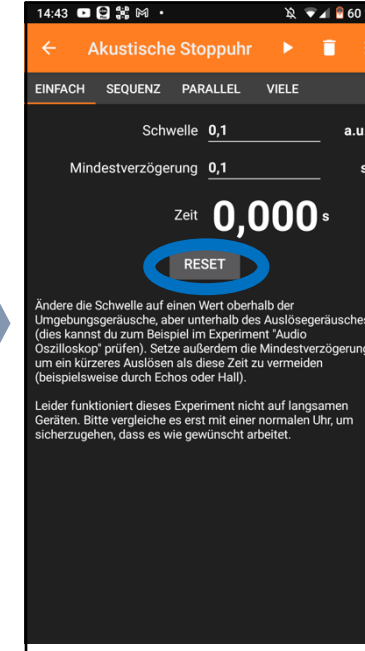 14:43 60
Akustische Stoppuhr
EINFACH SEQUENZ PARALLEL VIELE
Schwelle 0,1 a.u.
Mindestverzögerung 0,1 s
Zeit 0,000 s
RESET
Ändere die Schwelle auf einen Wert oberhalb der
Umgebungsgeräusche, aber unterhalb des Auslösegeräusches
(dies kannst du zum Beispiel im Experiment "Audio
Oszilloskop" prüfen). Setze außerdem die Mindestverzögerung
um ein kürzeres Auslösen als diese Zeit zu vermeiden
(beispielsweise durch Echos oder Hall).
Leider funktioniert dieses Experiment nicht auf langsamen
Geräten. Bitte vergleiche es erst mit einer normalen Uhr, um
sicherzugehen, dass es wie gewünscht arbeitet.